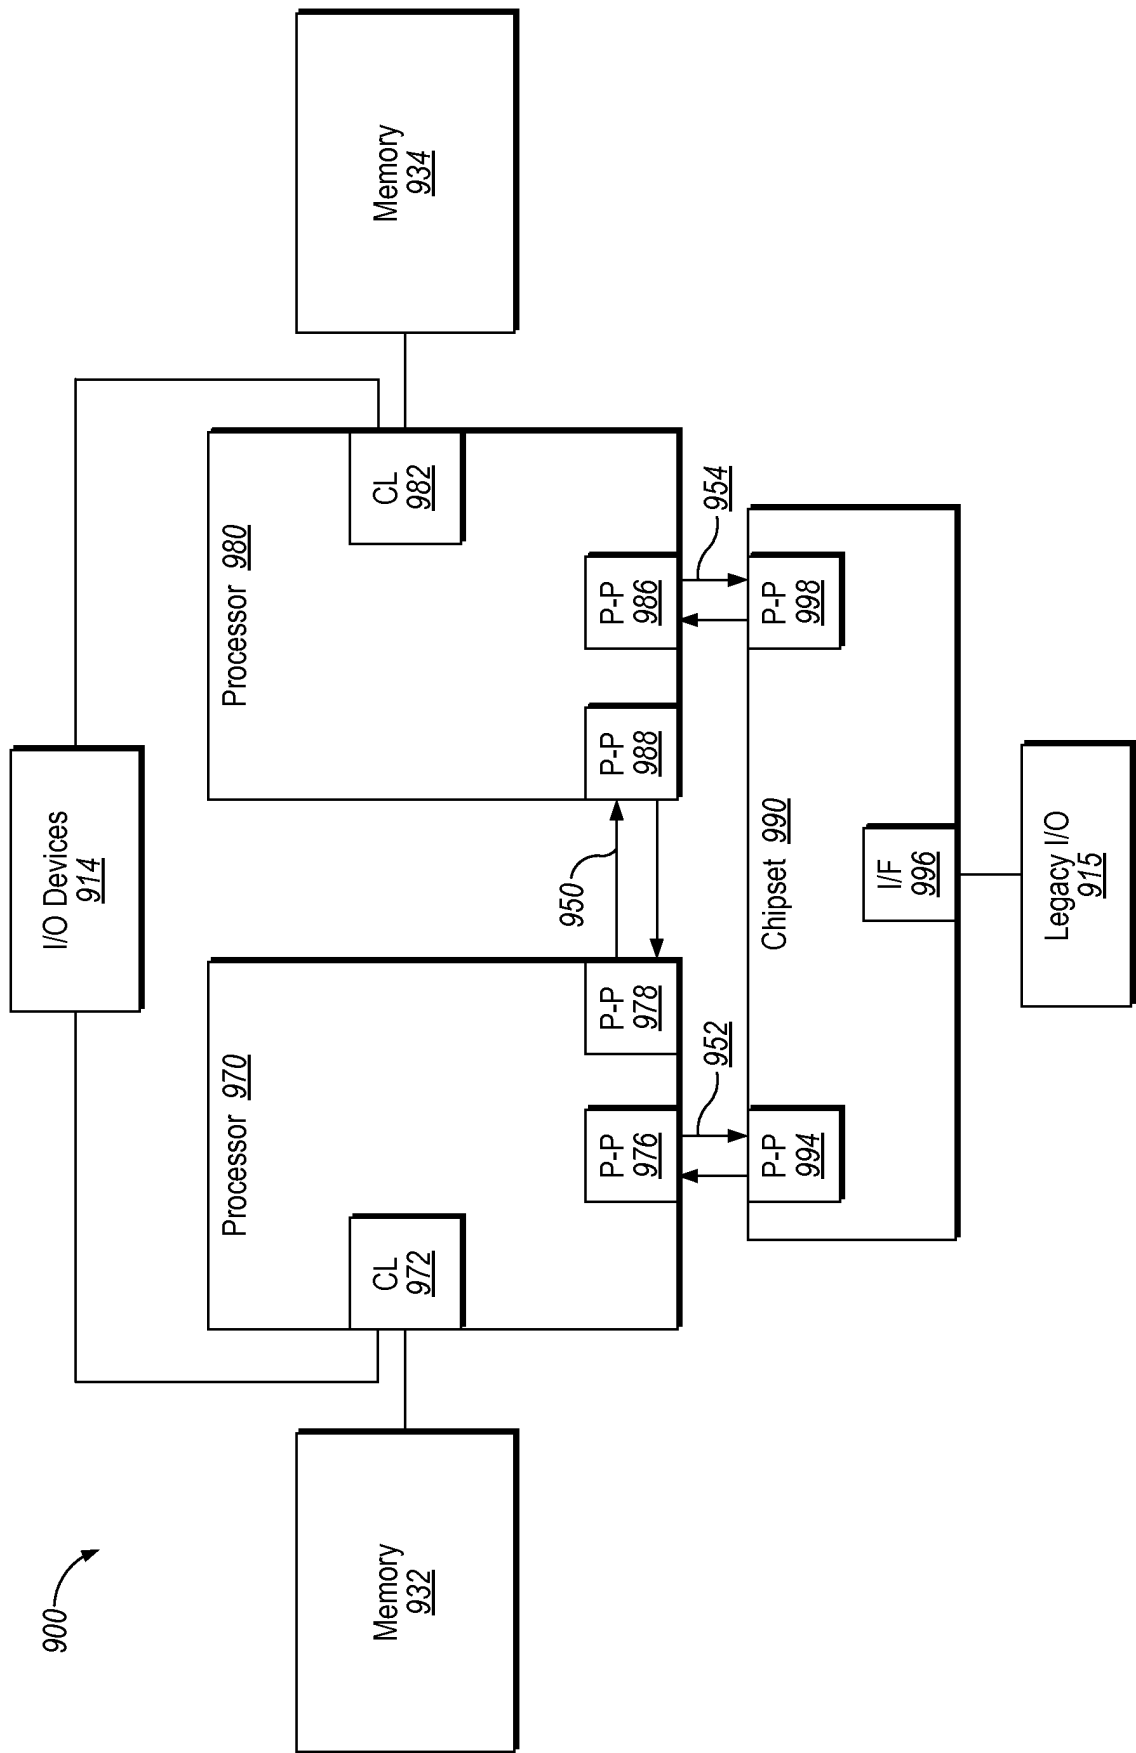 900
I/O Devices
914
Memory
932
Processor 970
CL
972
P-P
976
P-P
978
950
Processor 980
CL
982
P-P
988
P-P
986
Memory
934
952
954
Chipset 990
P-P
994
P-P
998
I/F
996
Legacy I/O
915